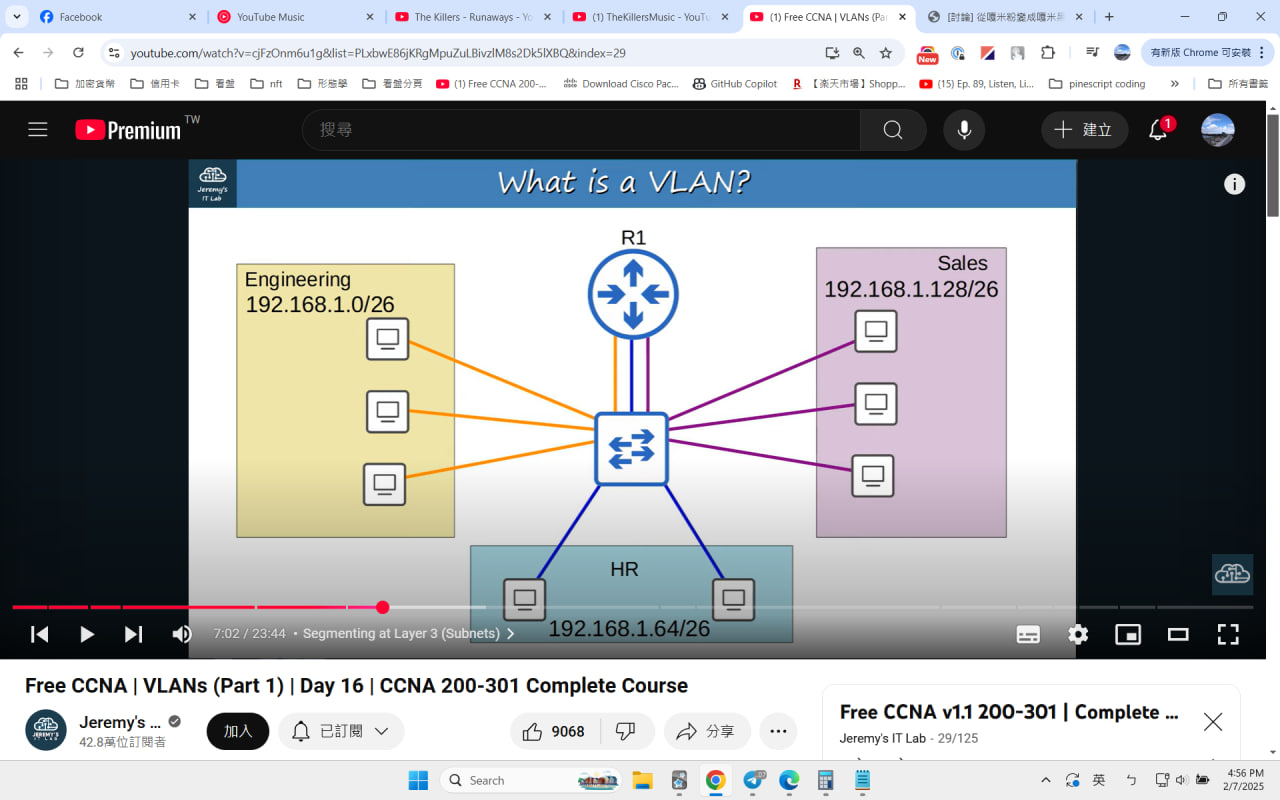 Facebook
YouTube Music
The Killers - Runaways - Yo
(1) TheKillersMusic - YouTu
(1) Free CCNA | VLANs (Par
[討論] 從嘎米粉變成嘎米黑
youtube.com/watch?v=cjFzOnm6u1g&list=PLxbwE86jKRgMpuZuLBivzlM8s2Dk5lXBQ&index=29
New
有新版 Chrome 可安裝
加密貨幣
信用卡
看盤
nft
形態學
看盤分頁
(1) Free CCNA 200-...
Download Cisco Pac...
GitHub Copilot
【楽天市場】Shopp...
(15) Ep. 89, Listen, Li...
pinescript coding
所有書籤
Premium TW
搜尋
建立
1
Jeremy's
IT Lab
What is a VLAN?
R1
Engineering
192.168.1.0/26
Sales
192.168.1.128/26
HR
192.168.1.64/26
7:02 / 23:44 • Segmenting at Layer 3 (Subnets)
Free CCNA | VLANs (Part 1) | Day 16 | CCNA 200-301 Complete Course
Jeremy's ...
42.8萬位訂閱者
加入
已訂閱
9068
分享
Free CCNA v1.1 200-301 | Complete ...
Jeremy's IT Lab - 29/125
Search
英
ㄅ
4:56 PM
2/7/2025